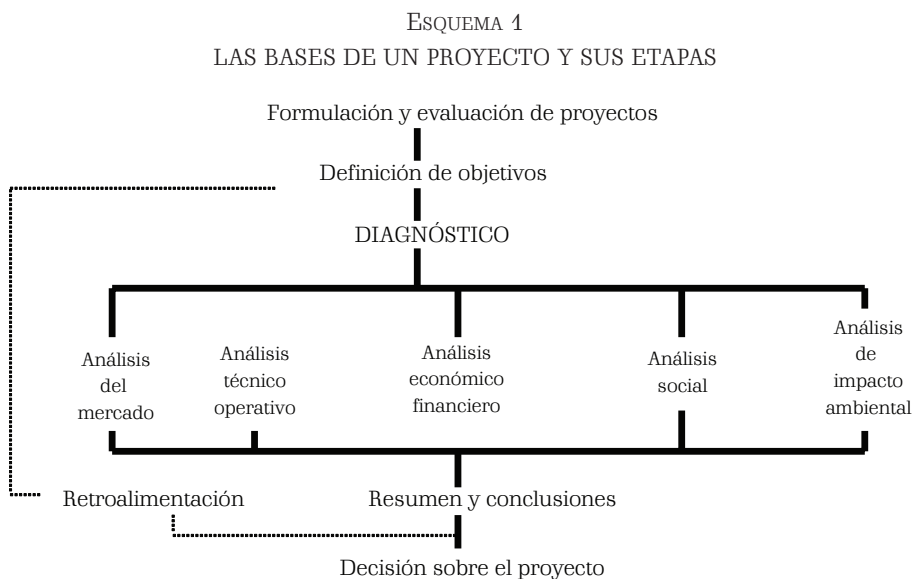 ESQUEMA 1
LAS BASES DE UN PROYECTO Y SUS ETAPAS
Formulación y evaluación de proyectos
Definición de objetivos
DIAGNÓSTICO
Análisis
del
mercado
Análisis
técnico
operativo
Análisis
económico
financiero
Análisis
social
Análisis
de
impacto
ambiental
Retroalimentación
Resumen y conclusiones
Decisión sobre el proyecto